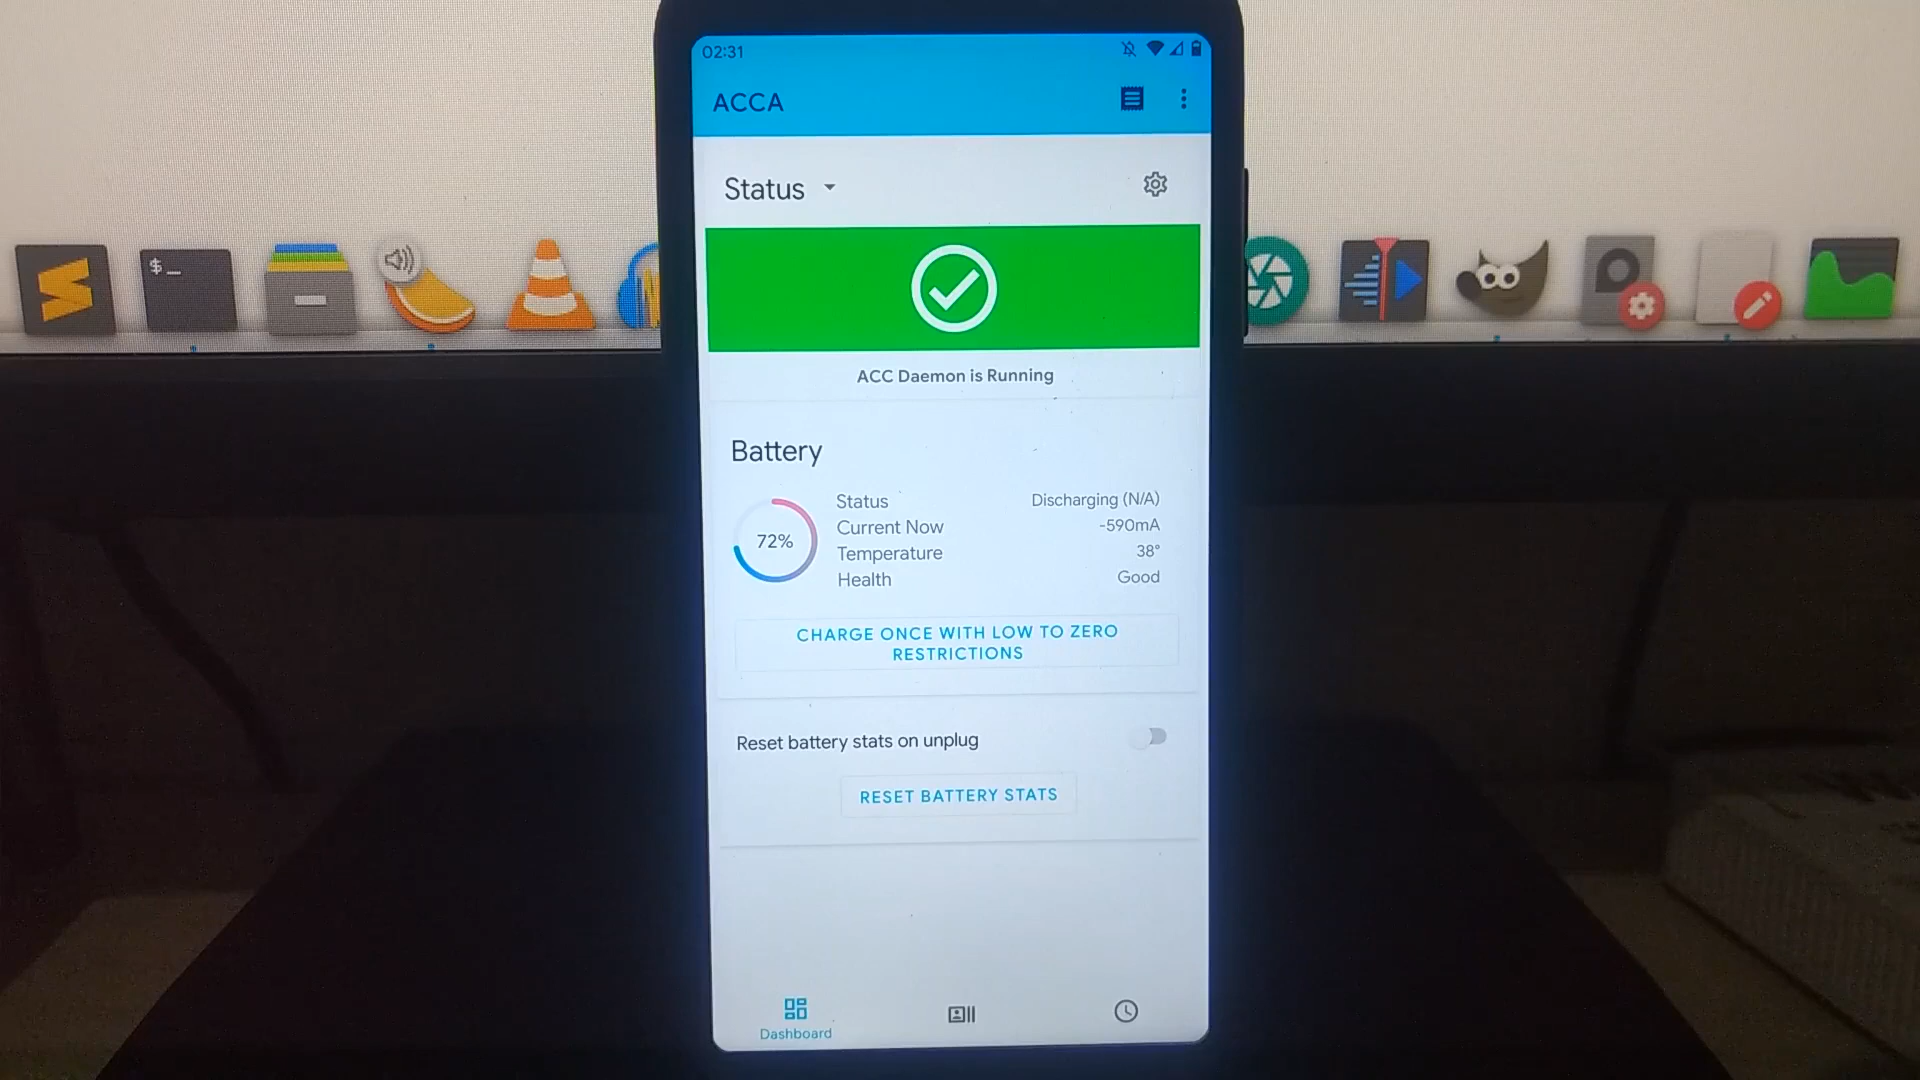 02:31
ACCA
Status
ACC Daemon is Running
Battery
72%
Status Discharging (N/A)
Current Now -590mA
Temperature 38°
Health Good
CHARGE ONCE WITH LOW TO ZERO
RESTRICTIONS
Reset battery stats on unplug
RESET BATTERY STATS
Dashboard
$_